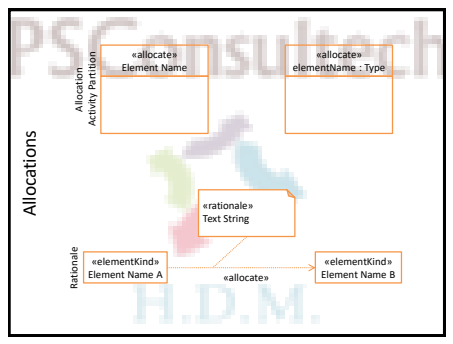 PSConsultech
«allocate»
Element Name
«allocate»
elementName : Type
Allocation
Activity Partition
Allocations
«rationale»
Text String
Rationale
«elementKind»
Element Name A
«allocate»
«elementKind»
Element Name B
H.D.M.